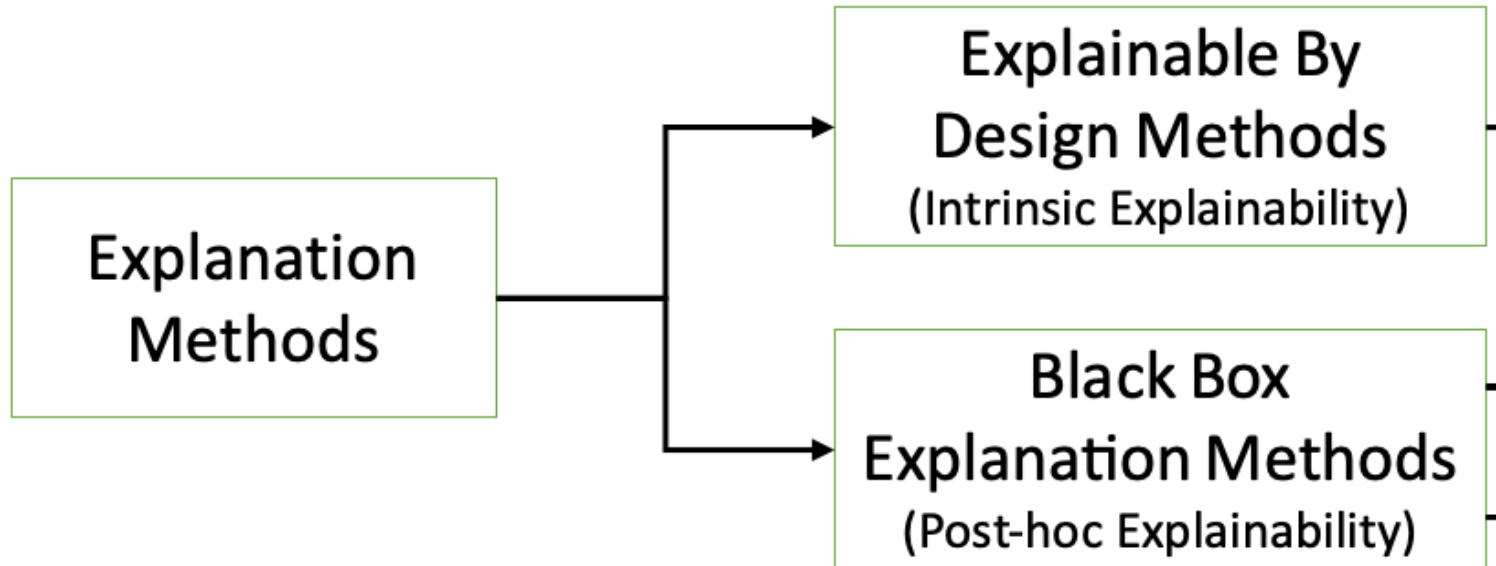 Explanation
Methods
Explainable By
Design Methods
(Intrinsic Explainability)
Black Box
Explanation Methods
(Post-hoc Explainability)